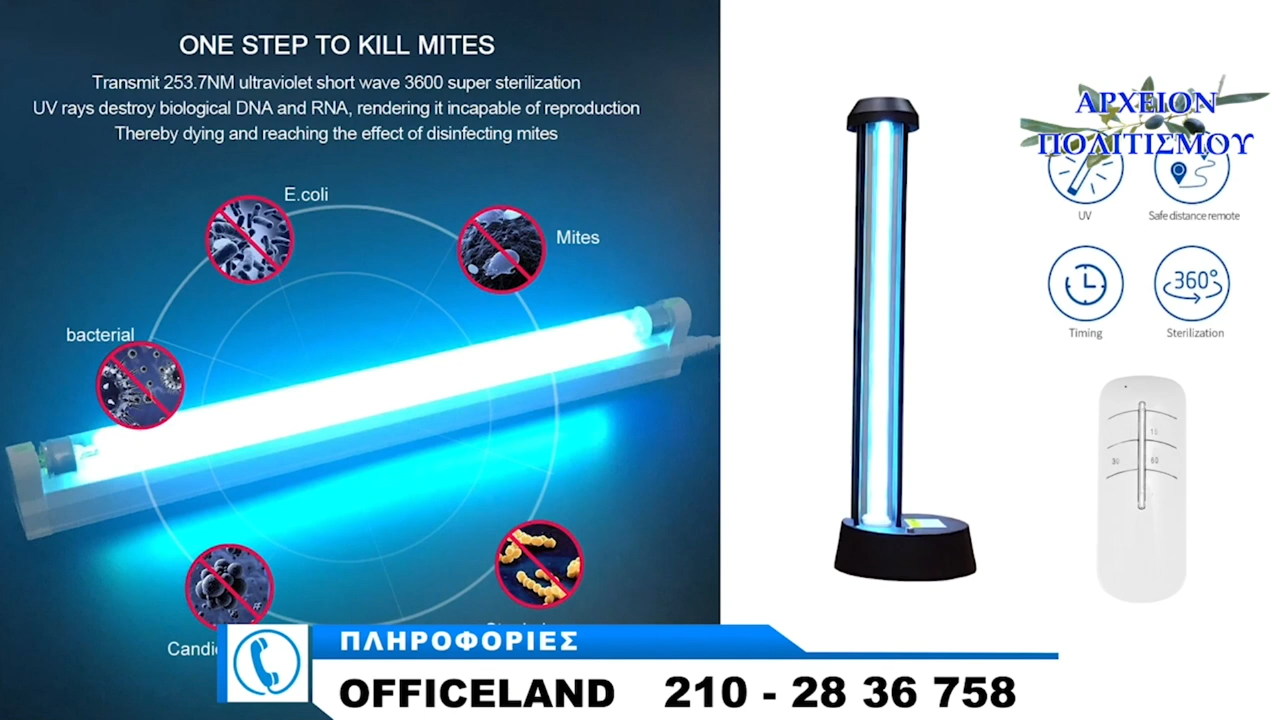 ONE STEP TO KILL MITES
Transmit 253.7NM ultraviolet short wave 3600 super sterilization
UV rays destroy biological DNA and RNA, rendering it incapable of reproduction
Thereby dying and reaching the effect of disinfecting mites
E.coli
Mites
bacterial
ΑΡΧΕΙΟΝ
ΠΟΛΙΤΙΣΜΟΥ
UV
Safe distance remote
360°
Timing
Sterilization
15
30
60
ΠΛΗΡΟΦΟΡΙΕΣ
OFFICELAND 210 - 28 36 758